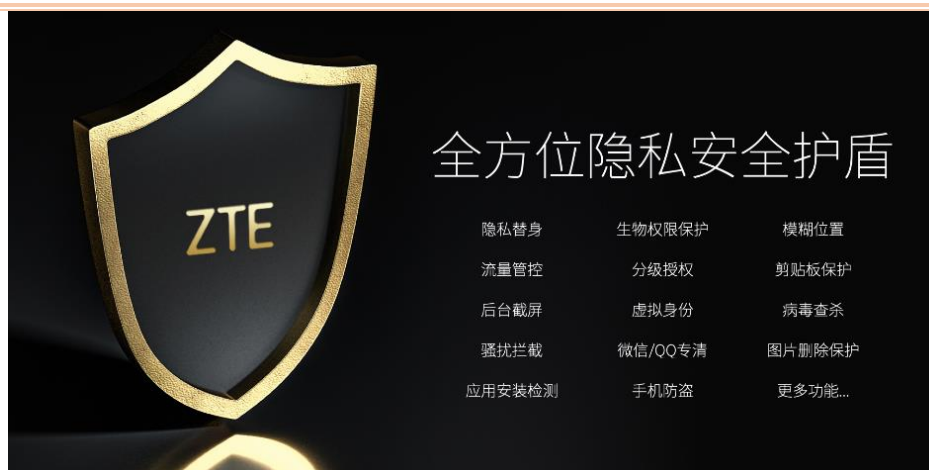 ZTE
全方位隐私安全护盾
隐私替身 生物权限保护 模糊位置
流量管控 分级授权 剪贴板保护
后台截屏 虚拟身份 病毒查杀
骚扰拦截 微信/QQ专清 图片删除保护
应用安装检测 手机防盗 更多功能...